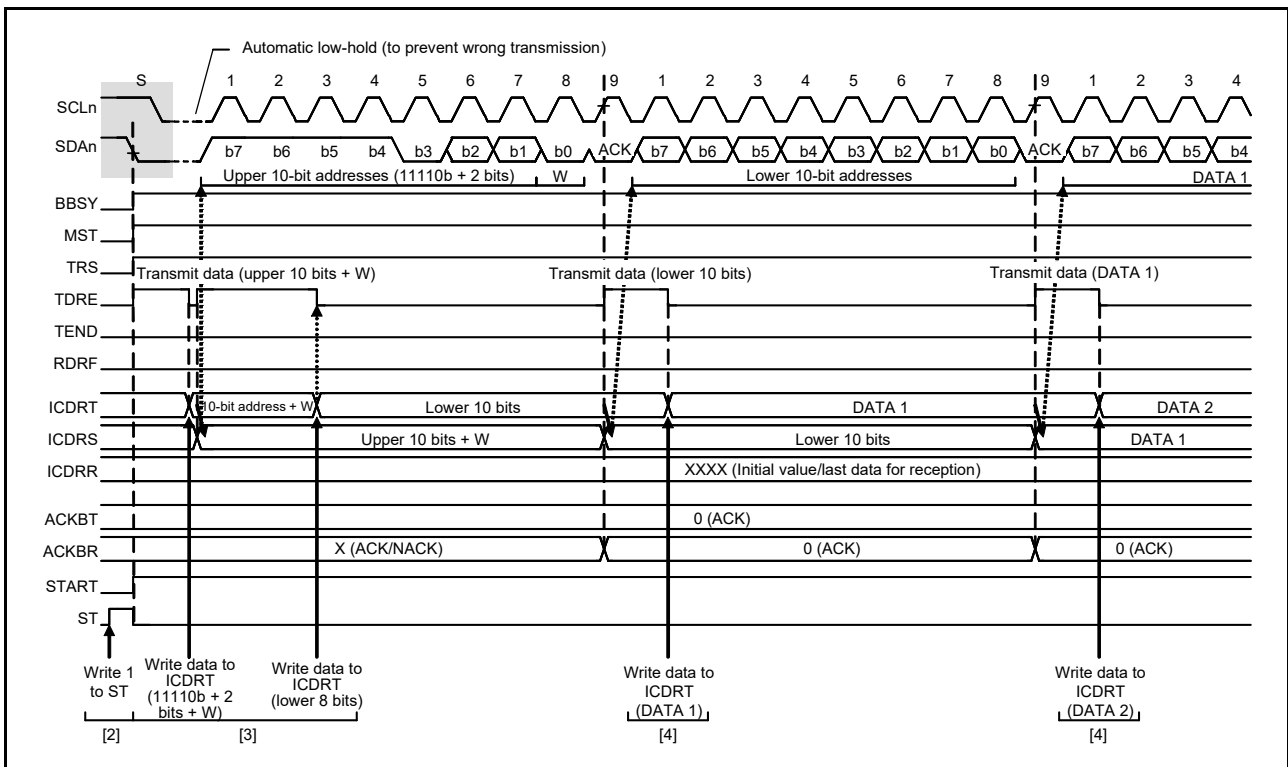 Automatic low-hold (to prevent wrong transmission)
S 1 2 3 4 5 6 7 8 9 1 2 3 4 5 6 7 8 9 1 2 3 4
SCLn
SDAn b7 b6 b5 b4 b3 b2 b1 b0 ACK b7 b6 b5 b4 b3 b2 b1 b0 ACK b7 b6 b5 b4
Upper 10-bit addresses (11110b + 2 bits) W Lower 10-bit addresses DATA 1
BBSY
MST
TRS
Transmit data (upper 10 bits + W) Transmit data (lower 10 bits) Transmit data (DATA 1)
TDRE
TEND
RDRF
ICDRT 10-bit address + W Lower 10 bits DATA 1 DATA 2
ICDRS Upper 10 bits + W Lower 10 bits DATA 1
ICDRR XXXX (Initial value/last data for reception)
ACKBT 0 (ACK)
ACKBR X (ACK/NACK) 0 (ACK) 0 (ACK)
START
ST
Write 1
to ST
Write data to
ICDRT
(11110b + 2
bits + W)
Write data to
ICDRT
(lower 8 bits)
Write data to
ICDRT
(DATA 1)
Write data to
ICDRT
(DATA 2)
[2] [3] [4] [4]